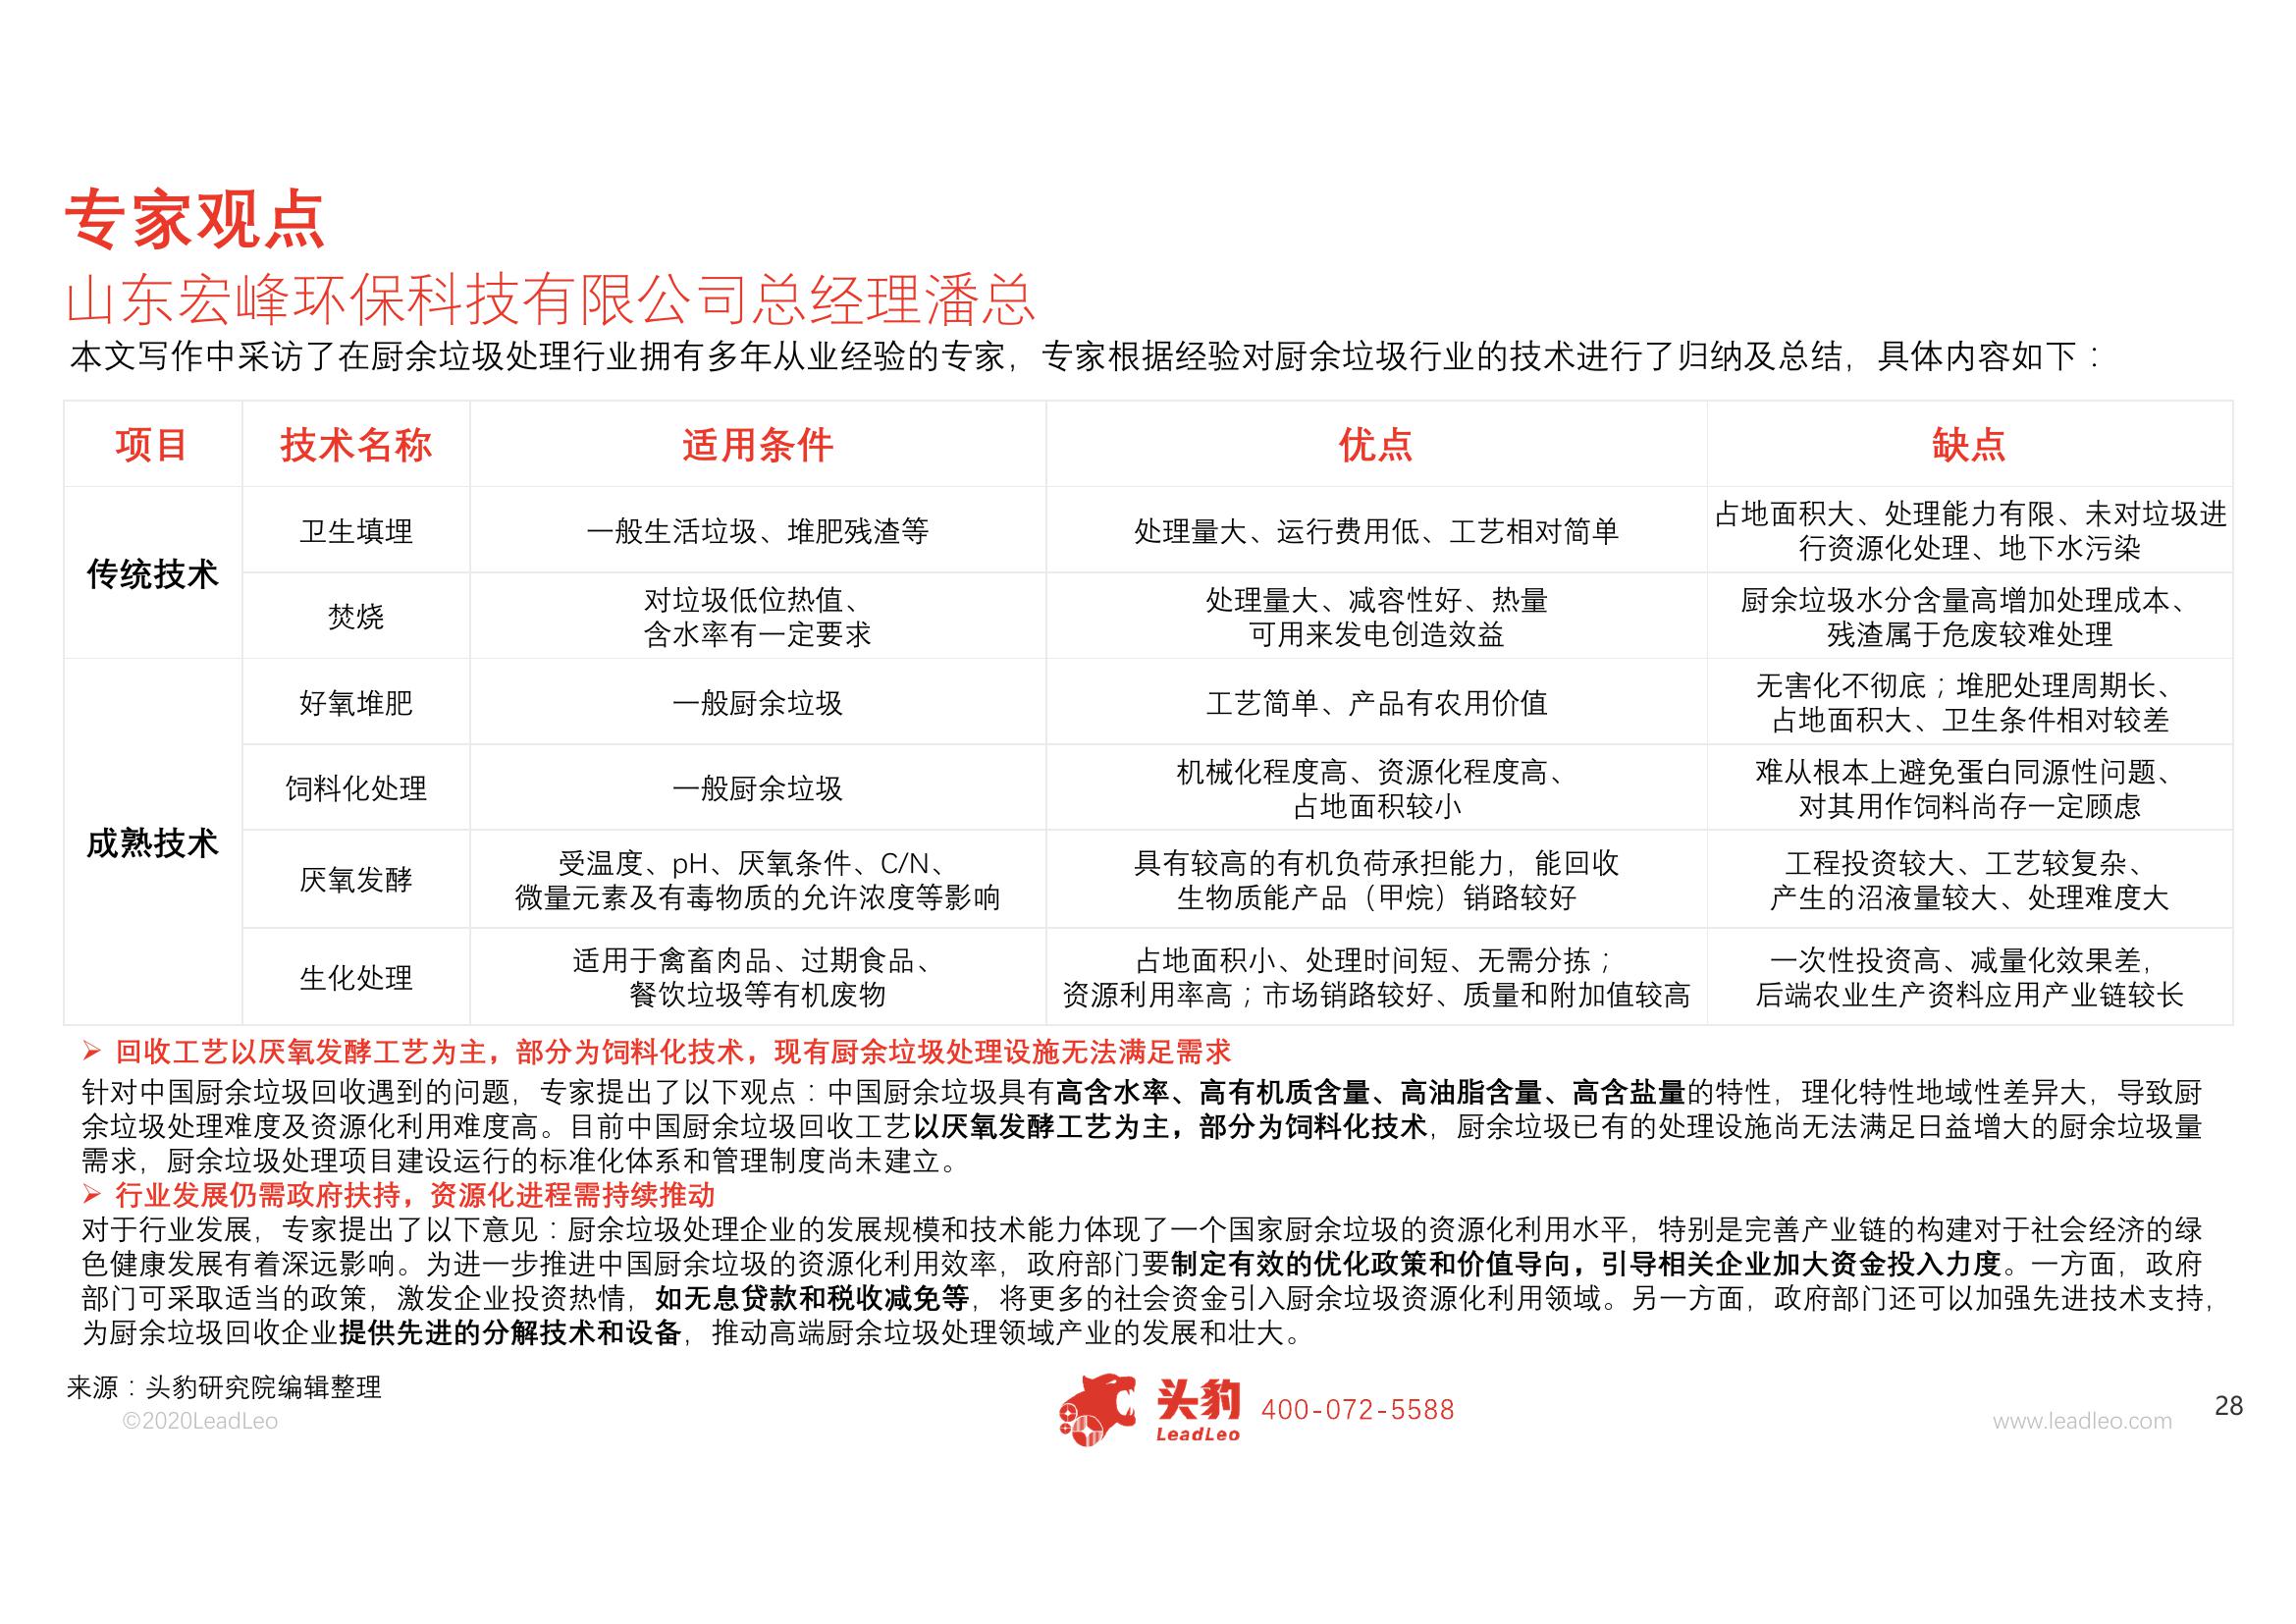 专家观点
山东宏峰环保科技有限公司总经理潘总
本文写作中采访了在厨余垃圾处理行业拥有多年从业经验的专家，专家根据经验对厨余垃圾行业的技术进行了归纳及总结，具体内容如下：
项目 技术名称 适用条件 优点 缺点
传统技术
卫生填埋
一般生活垃圾、堆肥残渣等
处理量大、运行费用低、工艺相对简单
占地面积大、处理能力有限、未对垃圾进
行资源化处理、地下水污染
焚烧
对垃圾低位热值、
含水率有一定要求
处理量大、减容性好、热量
可用来发电创造效益
厨余垃圾水分含量高增加处理成本、
残渣属于危废较难处理
成熟技术
好氧堆肥
一般厨余垃圾
工艺简单、产品有农用价值
无害化不彻底；堆肥处理周期长、
占地面积大、卫生条件相对较差
饲料化处理
一般厨余垃圾
机械化程度高、资源化程度高、
占地面积较小
难从根本上避免蛋白同源性问题、
对其用作饲料尚存一定顾虑
厌氧发酵
受温度、pH、厌氧条件、C/N、
微量元素及有毒物质的允许浓度等影响
具有较高的有机负荷承担能力，能回收
生物质能产品（甲烷）销路较好
工程投资较大、工艺较复杂、
产生的沼液量较大、处理难度大
生化处理
适用于禽畜肉品、过期食品、
餐饮垃圾等有机废物
占地面积小、处理时间短、无需分拣；
资源利用率高；市场销路较好、质量和附加值较高
一次性投资高、减量化效果差，
后端农业生产资料应用产业链较长
➢ 回收工艺以厌氧发酵工艺为主，部分为饲料化技术，现有厨余垃圾处理设施无法满足需求
针对中国厨余垃圾回收遇到的问题，专家提出了以下观点：中国厨余垃圾具有高含水率、高有机质含量、高油脂含量、高含盐量的特性，理化特性地域性差异大，导致厨
余垃圾处理难度及资源化利用难度高。目前中国厨余垃圾回收工艺以厌氧发酵工艺为主，部分为饲料化技术，厨余垃圾已有的处理设施尚无法满足日益增大的厨余垃圾量
需求，厨余垃圾处理项目建设运行的标准化体系和管理制度尚未建立。
➢ 行业发展仍需政府扶持，资源化进程需持续推动
对于行业发展，专家提出了以下意见：厨余垃圾处理企业的发展规模和技术能力体现了一个国家厨余垃圾的资源化利用水平，特别是完善产业链的构建对于社会经济的绿
色健康发展有着深远影响。为进一步推进中国厨余垃圾的资源化利用效率，政府部门要制定有效的优化政策和价值导向，引导相关企业加大资金投入力度。一方面，政府
部门可采取适当的政策，激发企业投资热情，如无息贷款和税收减免等，将更多的社会资金引入厨余垃圾资源化利用领域。另一方面，政府部门还可以加强先进技术支持，
为厨余垃圾回收企业提供先进的分解技术和设备，推动高端厨余垃圾处理领域产业的发展和壮大。
来源：头豹研究院编辑整理
©2020LeadLeo
头豹
LeadLeo
400-072-5588
www.leadleo.com
28